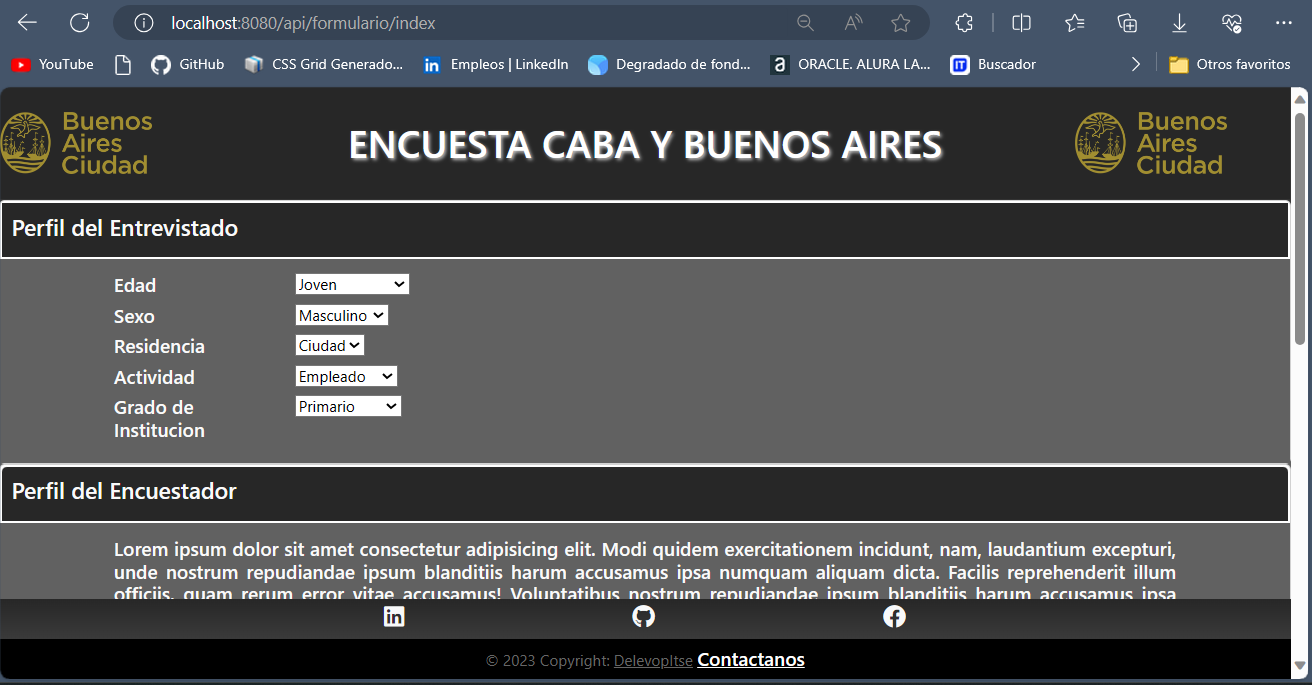 localhost:8080/api/formulario/index
YouTube GitHub CSS Grid Generado... Empleos | LinkedIn Degradado de fond... ORACLE. ALURA LA... Buscador Otros favoritos
Buenos
Aires
Ciudad
ENCUESTA CABA Y BUENOS AIRES
Buenos
Aires
Ciudad
Perfil del Entrevistado
Edad Joven
Sexo Masculino
Residencia Ciudad
Actividad Empleado
Grado de Primario
Institucion
Perfil del Encuestador
Lorem ipsum dolor sit amet consectetur adipisicing elit. Modi quidem exercitationem incidunt, nam, laudantium excepturi,
unde nostrum repudiandae ipsum blanditiis harum accusamus ipsa numquam aliquam dicta. Facilis reprehenderit illum
officiis, quam rerum error vitae accusamus! Voluptatibus nostrum repudiandae ipsum blanditiis harum accusamus ipsa
© 2023 Copyright: DelevopItse Contactanos